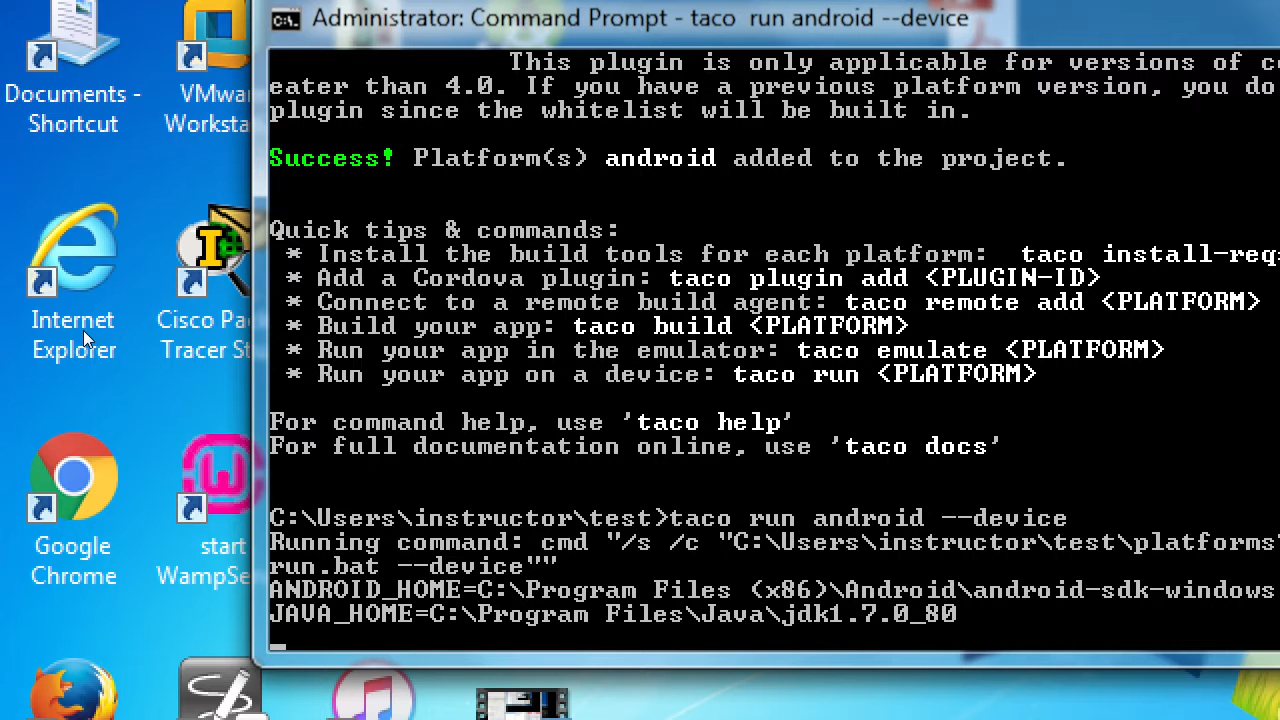 Administrator: Command Prompt - taco run android --device
This plugin is only applicable for versions of
eater than 4.0. If you have a previous platform version, you do
plugin since the whitelist will be built in.
Success! Platform(s) android added to the project.
Quick tips & commands:
* Install the build tools for each platform: taco install-req
* Add a Cordova plugin: taco plugin add <PLUGIN-ID>
* Connect to a remote build agent: taco remote add <PLATFORM>
* Build your app: taco build <PLATFORM>
* Run your app in the emulator: taco emulate <PLATFORM>
* Run your app on a device: taco run <PLATFORM>
For command help, use 'taco help'
For full documentation online, use 'taco docs'
C:\Users\instructor\test>taco run android --device
Running command: cmd "/s /c "C:\Users\instructor\test\platforms\
run.bat --device""
ANDROID_HOME=C:\Program Files (x86)\Android\android-sdk-windows
JAVA_HOME=C:\Program Files\Java\jdk1.7.0_80
Documents -
Shortcut
VMwar
Worksta
Internet
Explorer
Cisco Pa
Tracer St
Google
Chrome
start
WampSe